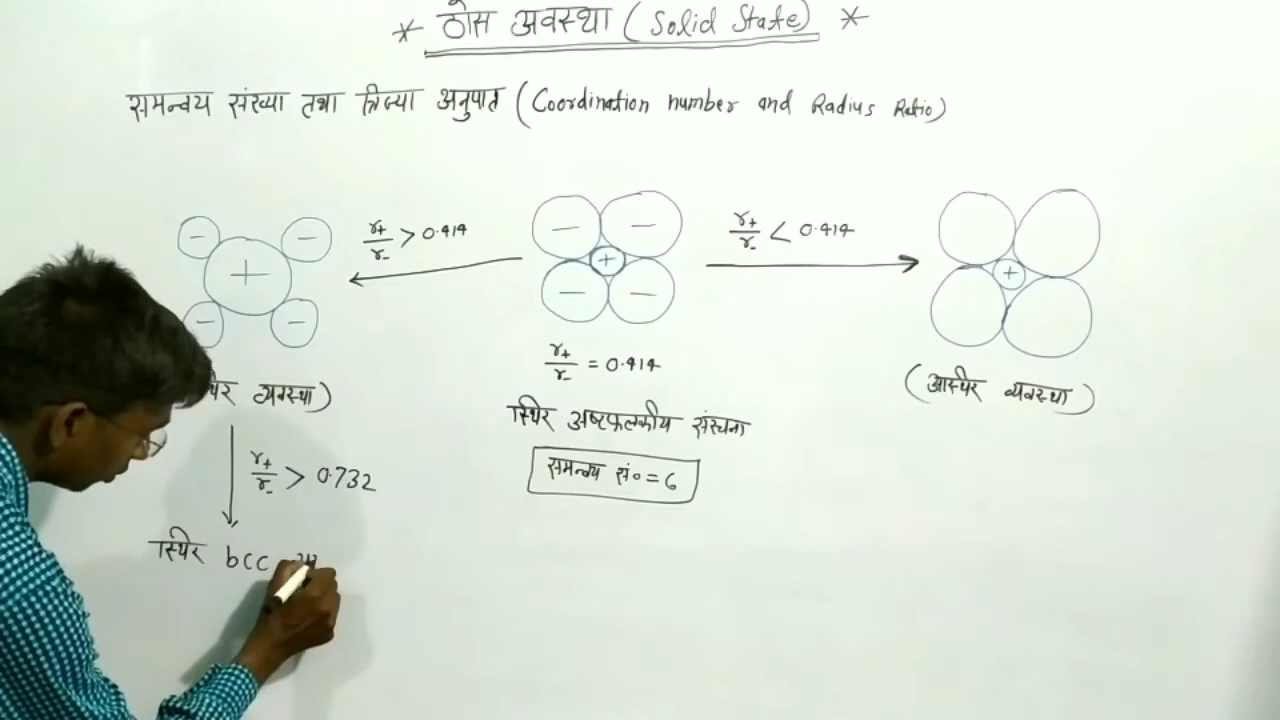 * ठोस अवस्था ( Solid State ) *
समन्वय संख्या तथा त्रिज्या अनुपात ( Coordination number and Radius Ratio )
− − + − −
r+/r- > 0.414
− − + − −
r+/r- < 0.414
+
r+/r- = 0.414
व्यवस्था )
स्थिर अष्टफलकीय संरचना
( अास्थिर व्यवस्था )
समन्वय सं० = 6
r+/r- > 0.732
स्थिर bcc